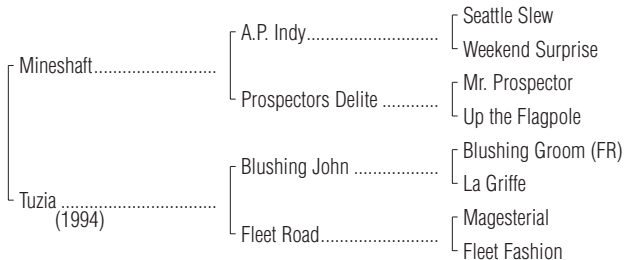 Seattle Slew
A.P. Indy..........................
Weekend Surprise
Mineshaft..........................
Mr. Prospector
Prospectors Delite ............
Up the Flagpole
Blushing Groom (FR)
Blushing John ..................
La Griffe
Tuzia .................................
(1994)
Magesterial
Fleet Road.........................
Fleet Fashion